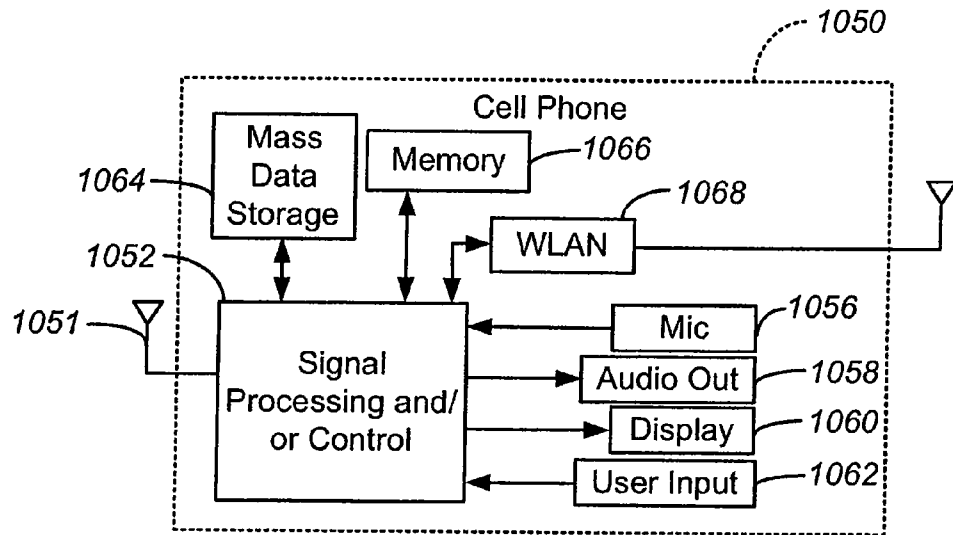 1050
Cell Phone
Mass
Data
Storage
1064
Memory
1066
1068
WLAN
1052
1051
Signal
Processing and/
or Control
Mic
1056
Audio Out
1058
Display
1060
User Input
1062